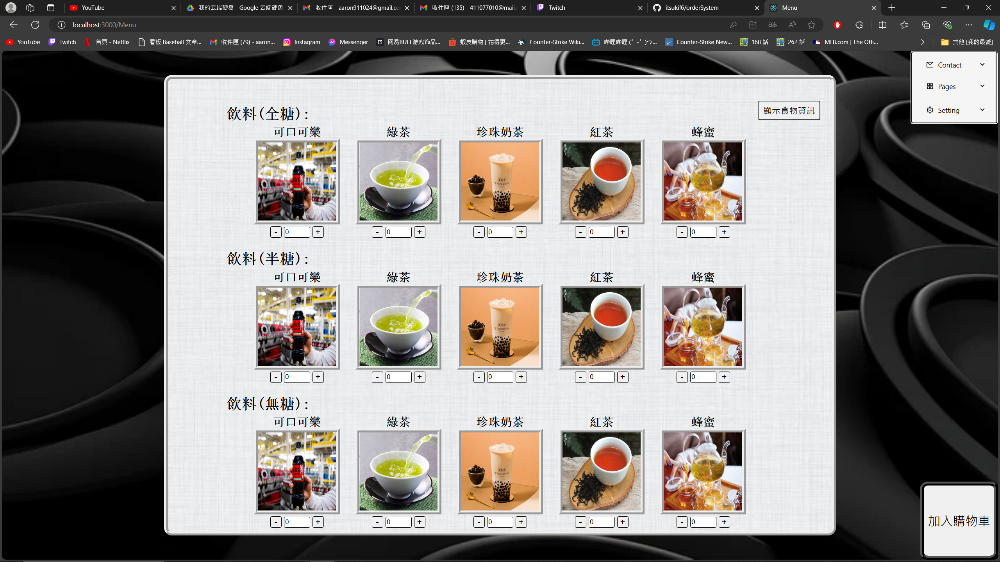 YouTube
我的云端硬盘 - Google 云端硬盘
收件匣 - aaron911024@gmail.co
收件匣 (135) - 411077010@mail.
Twitch
itsukif6/orderSystem
Menu
localhost:3000/Menu
YouTube
Twitch
首頁 - Netflix
看板 Baseball 文章...
收件匣 (79) - aaron...
Instagram
Messenger
网易BUFF游戏饰品...
蝦皮購物 | 花得更...
Counter-Strike Wiki...
哔哩哔哩 (゜-゜)つ...
Counter-Strike New...
168 話
262 話
MLB.com | The Offi...
其他 [我的最愛]
Contact
Pages
Setting
顯示食物資訊
飲料(全糖):
可口可樂 綠茶 珍珠奶茶 紅茶 蜂蜜
TRUEDAN
- 0 + - 0 + - 0 + - 0 + - 0 +
飲料(半糖):
可口可樂 綠茶 珍珠奶茶 紅茶 蜂蜜
TRUEDAN
- 0 + - 0 + - 0 + - 0 + - 0 +
飲料(無糖):
可口可樂 綠茶 珍珠奶茶 紅茶 蜂蜜
TRUEDAN
- 0 + - 0 + - 0 + - 0 + - 0 +
加入購物車